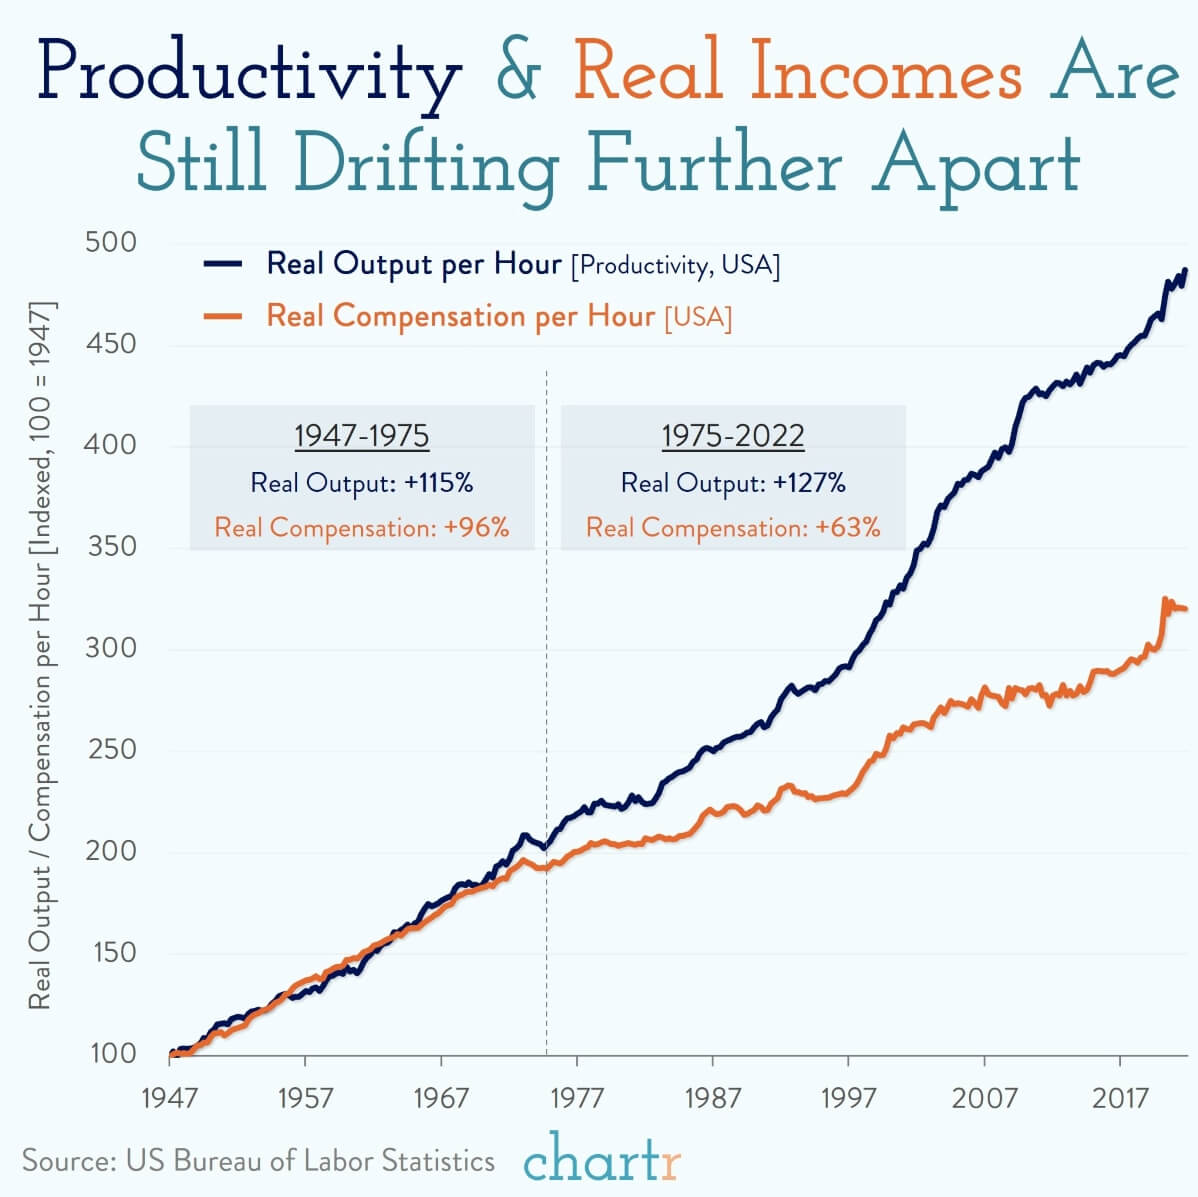 Productivity & Real Incomes Are
Still Drifting Further Apart
Real Output / Compensation per Hour [Indexed, 100 = 1947]
500
450
400
350
300
250
200
150
100
Real Output per Hour [Productivity, USA]
Real Compensation per Hour [USA]
1947-1975
Real Output: +115%
Real Compensation: +96%
1975-2022
Real Output: +127%
Real Compensation: +63%
1947 1957 1967 1977 1987 1997 2007 2017
Source: US Bureau of Labor Statistics
chartr